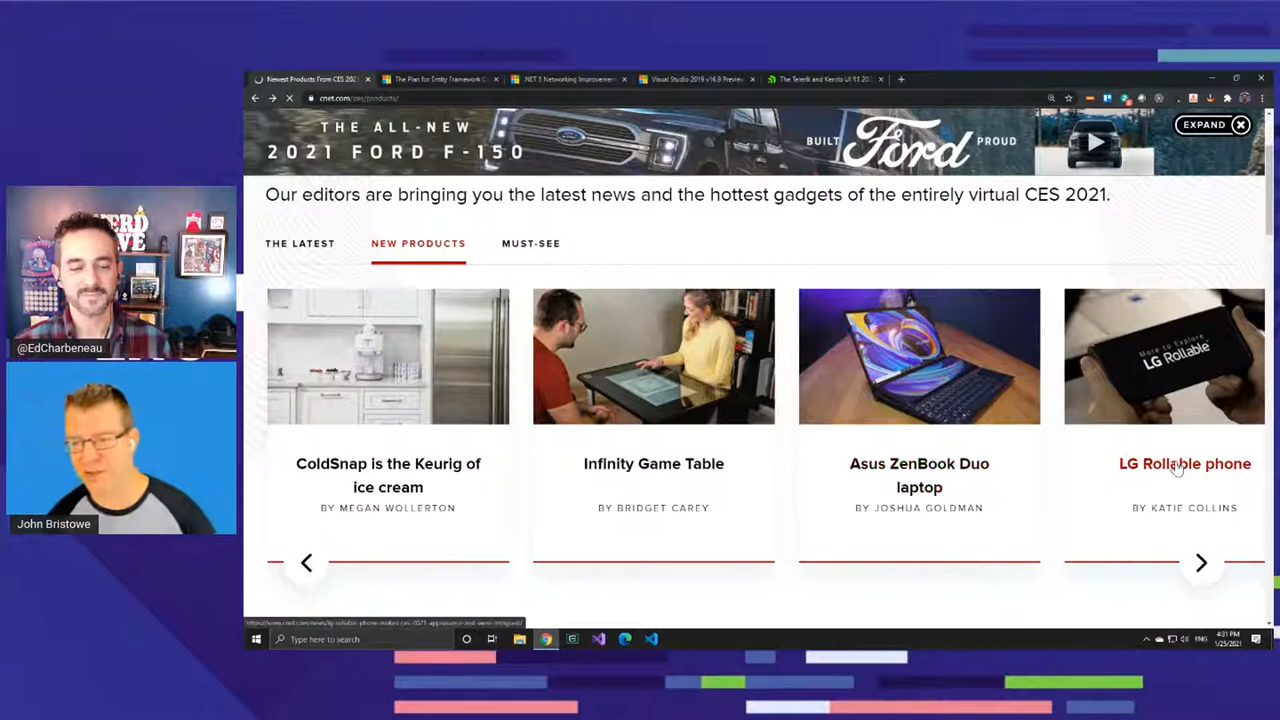 Newest Products From CES 202
The Plan for Entity Framework C
.NET 5 Networking Improvemen
Visual Studio 2019 v16.9 Preview
The Telerik and Kendo UI R1 202
cnet.com/ces/products/
THE ALL-NEW
2021 FORD F-150
BUILT
Ford
PROUD
EXPAND
Our editors are bringing you the latest news and the hottest gadgets of the entirely virtual CES 2021.
THE LATEST
NEW PRODUCTS
MUST-SEE
More to Explore
LG Rollable
ColdSnap is the Keurig of
ice cream
BY MEGAN WOLLERTON
Infinity Game Table
BY BRIDGET CAREY
Asus ZenBook Duo
laptop
BY JOSHUA GOLDMAN
LG Rollable phone
BY KATIE COLLINS
@EdCharbeneau
John Bristowe
Type here to search
ENG
4:31 PM
1/25/2021